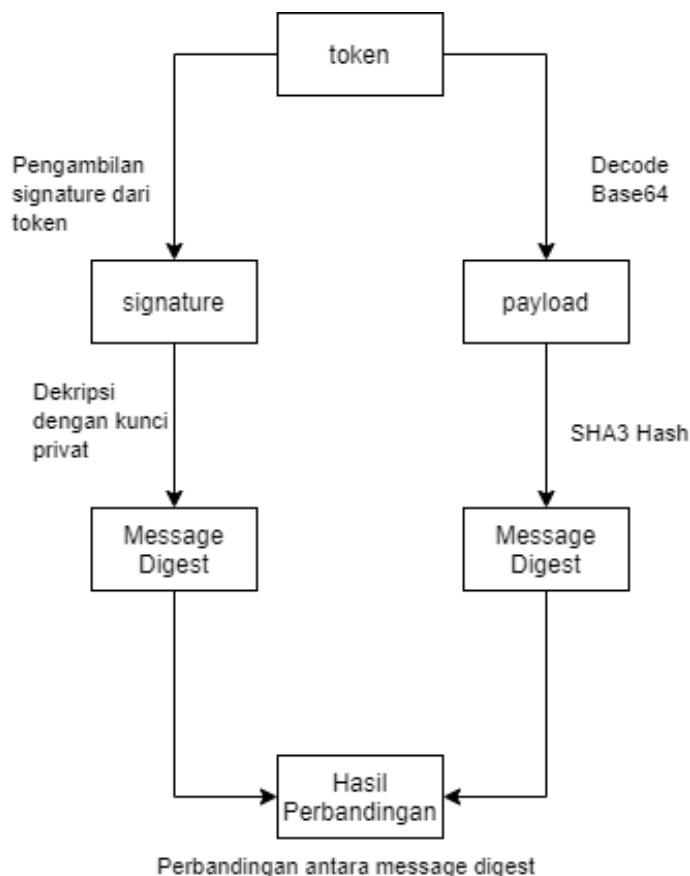 token
Pengambilan
signature dari
token
Decode
Base64
signature
payload
Dekripsi
dengan kunci
privat
SHA3 Hash
Message
Digest
Message
Digest
Hasil
Perbandingan
Perbandingan antara message digest